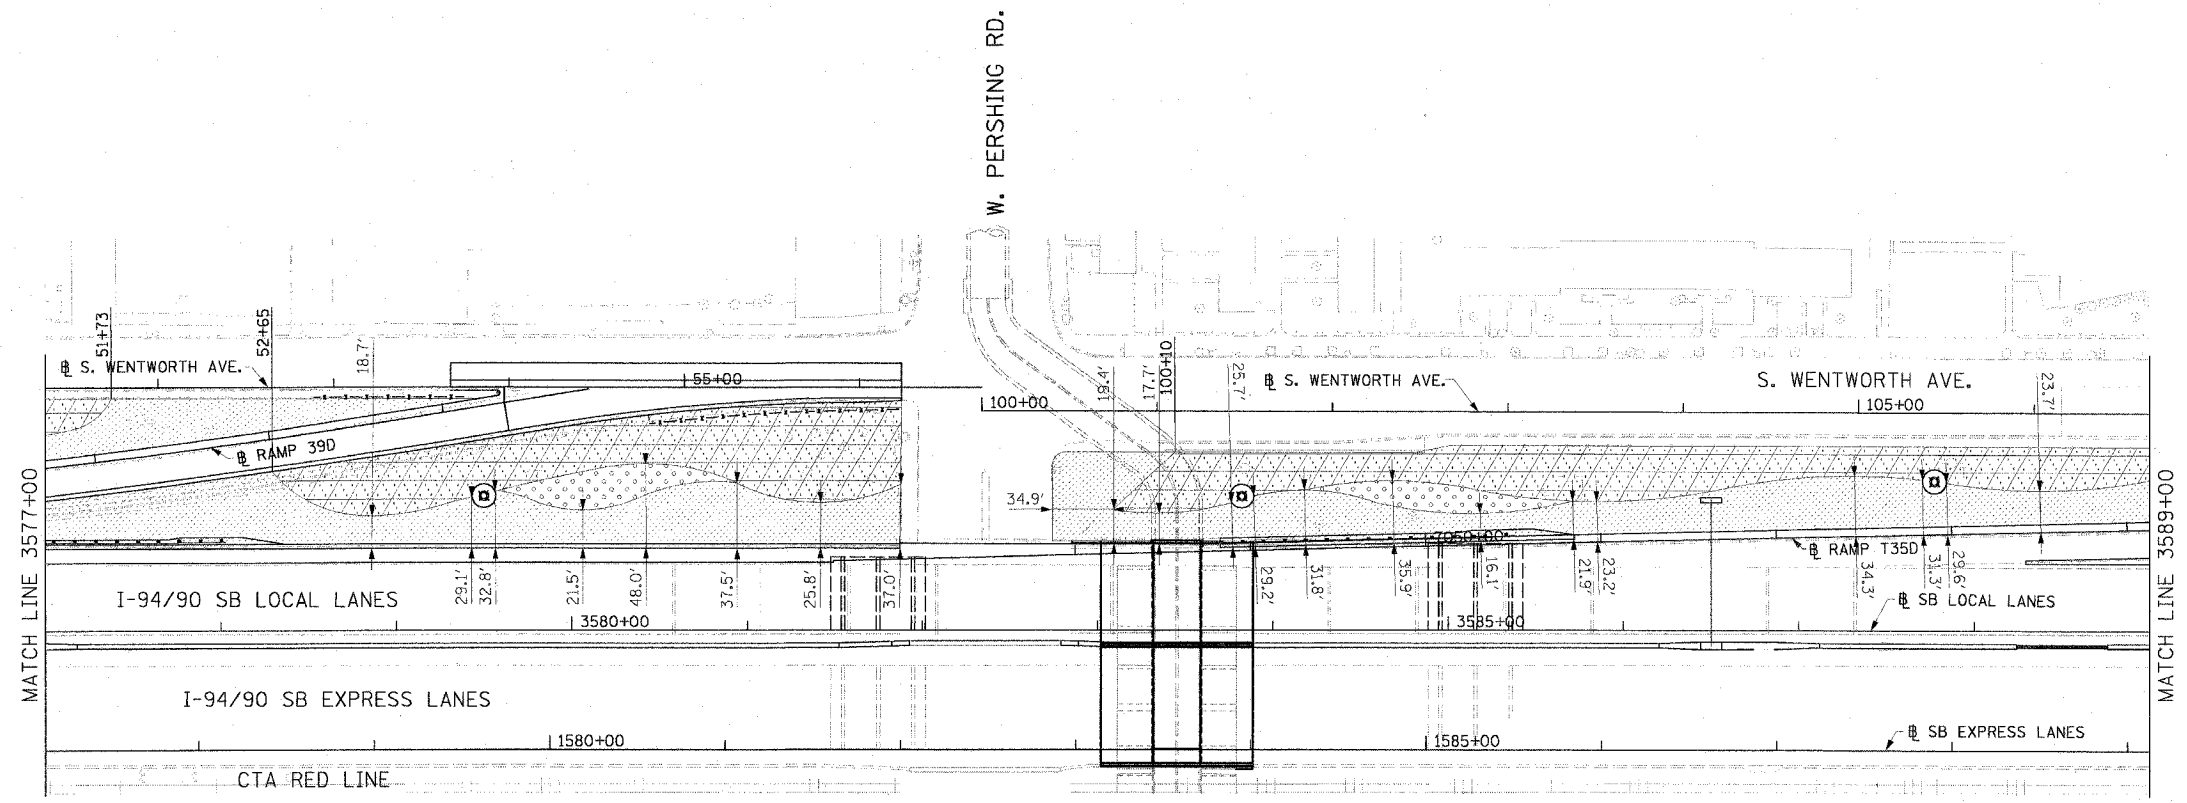 W. PERSHING RD.
51+73
52+65
18.7'
℄ S. WENTWORTH AVE.
55+00
℄ RAMP 39D
100+00
19.4'
17.7'
100+10
25.7'
℄ S. WENTWORTH AVE.
S. WENTWORTH AVE.
105+00
23.7'
34.9'
MATCH LINE 3577+00
MATCH LINE 3589+00
29.1'
32.8'
21.5'
48.0'
37.5'
25.8'
37.0'
29.2'
31.8'
35.9'
7060+00
16.1'
21.9'
23.2'
℄ RAMP T35D
34.3'
31.3'
29.6'
I-94/90 SB LOCAL LANES
3580+00
3585+00
℄ SB LOCAL LANES
I-94/90 SB EXPRESS LANES
1580+00
1585+00
℄ SB EXPRESS LANES
CTA RED LINE